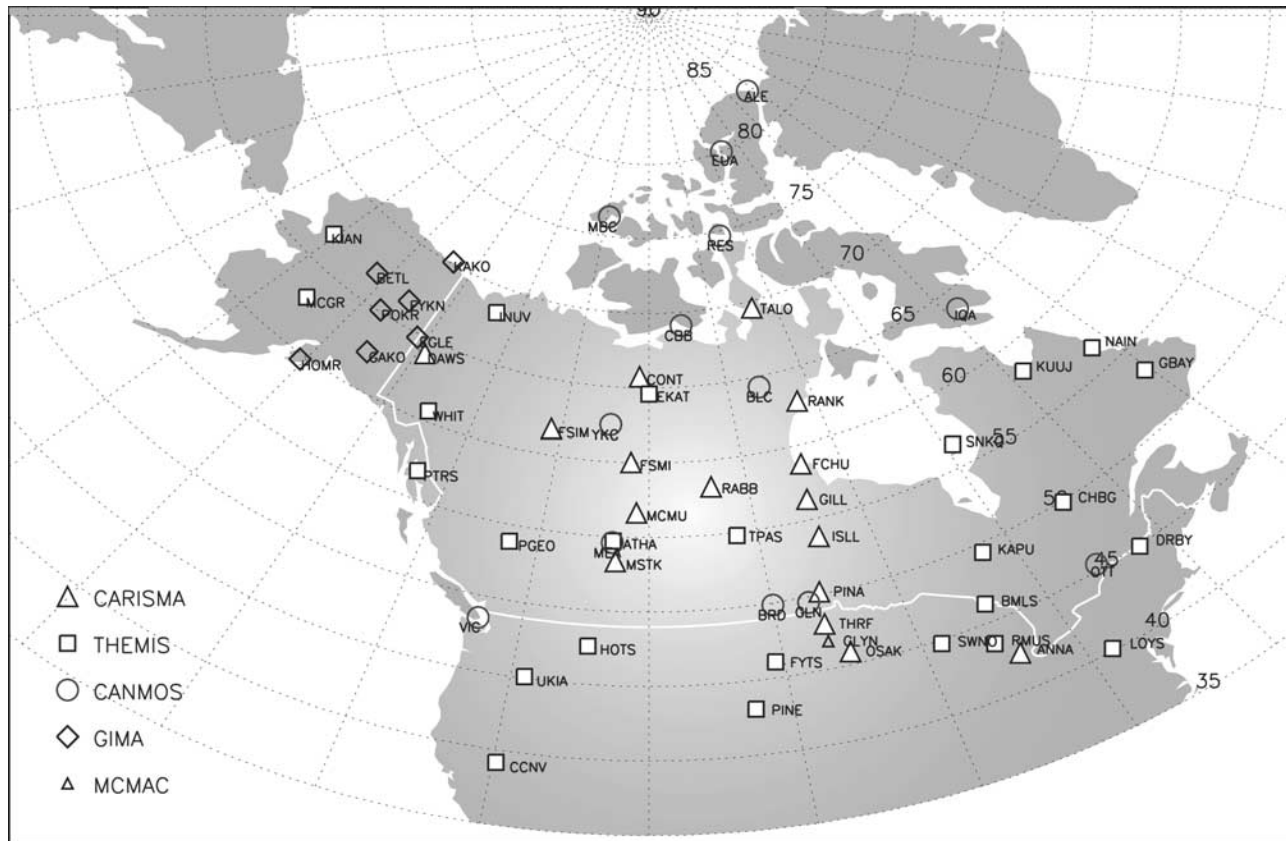 90
85
ALE
80
EUA
75
MBC
RES
KIAN
70
KAKO
BETL
MCGR
TALO
65
IQA
FYKN
POKR
INUV
CBB
EGLE
NAIN
GAKO
DAWS
HOMR
KUUJ
GBAY
CONT
60
EKAT
BLC
RANK
WHIT
FSIM
YKC
SNKQ
55
FSMI
FCHU
PTRS
RABB
GILL
50
CHBG
MCMU
TPAS
ISLL
PGEO
ATHA
MEA
KAPU
DRBY
MSTK
45
OTT
CARISMA
PINA
BMLS
VIC
BRD
GLN
40
THRF
THEMIS
HOTS
GLYN
OSAK
SWNO
RMUS
ANNA
LOYS
FYTS
UKIA
35
CANMOS
PINE
GIMA
CCNV
MCMAC